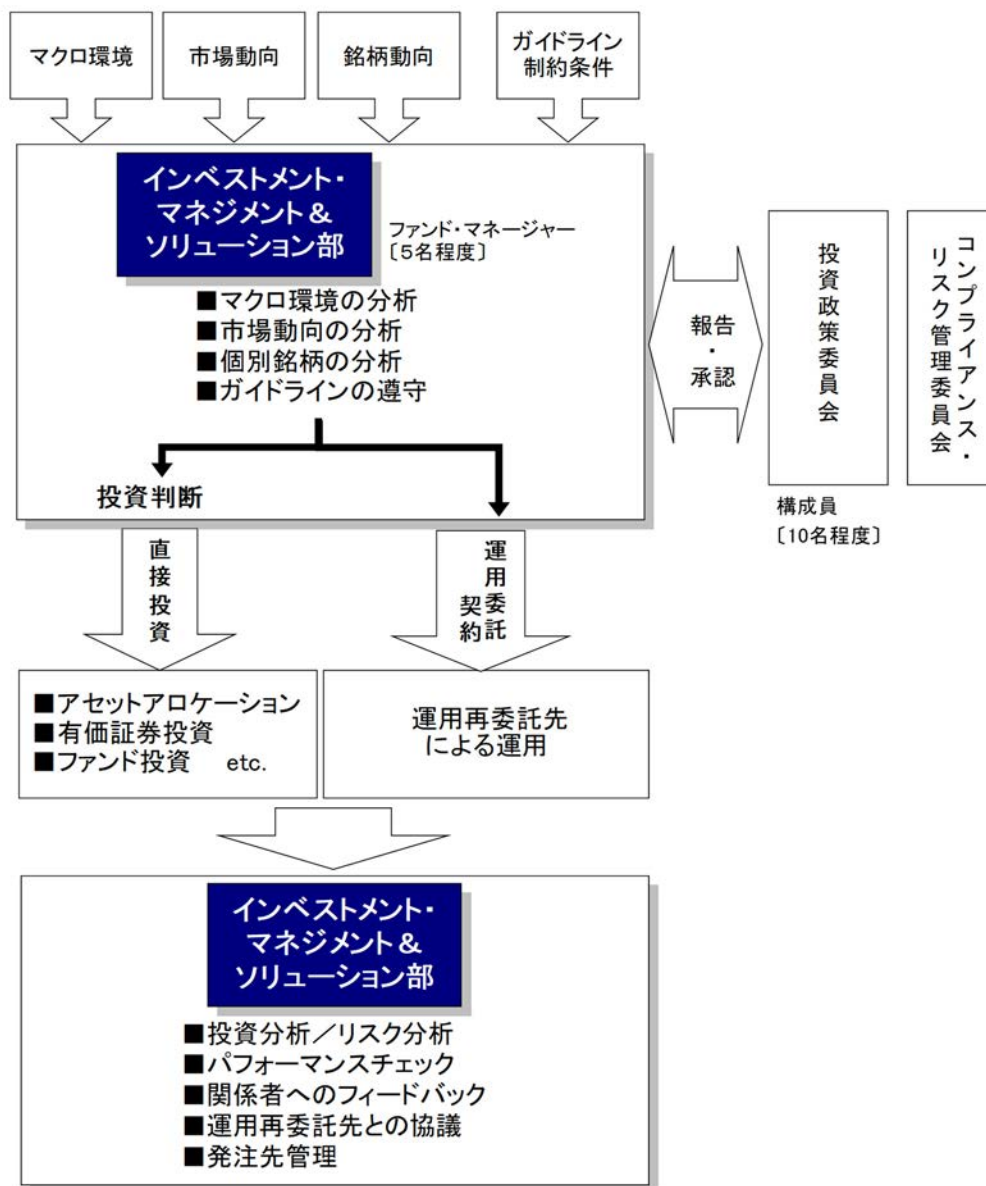 マクロ環境
市場動向
銘柄動向
ガイドライン
制約条件
インベストメント・
マネジメント＆
ソリューション部
ファンド・マネージャー
〔5名程度〕
■マクロ環境の分析
■市場動向の分析
■個別銘柄の分析
■ガイドラインの遵守
投資判断
報告
・
承認
投資政策委員会
コンプライアンス・
リスク管理委員会
構成員
〔10名程度〕
直接投資
運用委託
契約
■アセットアロケーション
■有価証券投資
■ファンド投資　etc.
運用再委託先
による運用
インベストメント・
マネジメント＆
ソリューション部
■投資分析／リスク分析
■パフォーマンスチェック
■関係者へのフィードバック
■運用再委託先との協議
■発注先管理